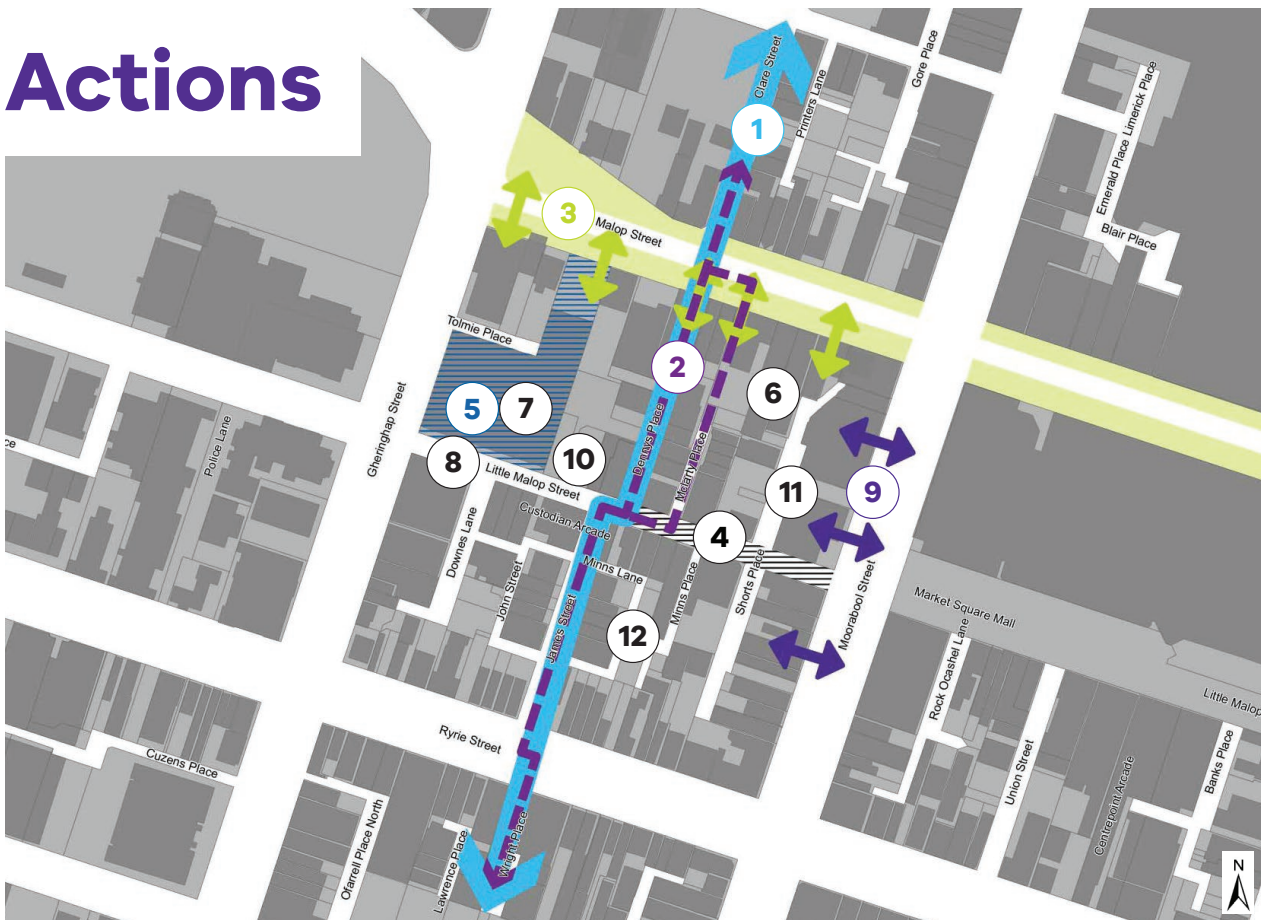 Actions
Clare Street
Gore Place
Printers Lane
1
Emerald Place Limerick Place
Blair Place
3
Malop Street
Tolmie Place
2
Gheringhap Street
Police Lane
5
7
6
Dennys Place
Mclarty Place
8
10
Little Malop Street
11
9
Custodian Arcade
4
Downes Lane
John Street
Minns Lane
Minns Place
Shorts Place
Moorabool Street
Market Square Mall
12
James Street
Rock Ocashel Lane
Little Malop
Ryrie Street
Cuzens Place
Union Street
Centrepoint Arcade
Banks Place
Ofarrell Place North
Lawrence Place
Wright Place
N